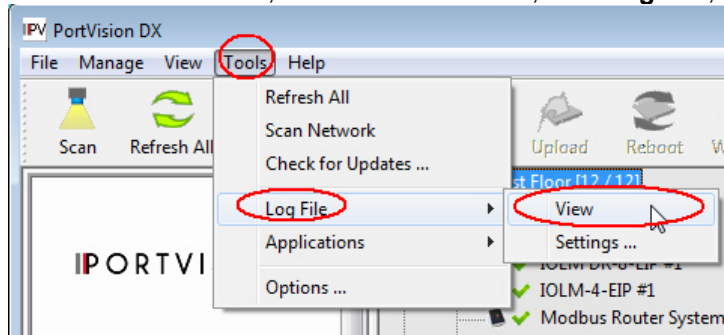 PortVision DX
File Manage View Tools Help
Scan Refresh All Upload Reboot
Refresh All
Scan Network
Check for Updates ...
Log File
Applications
Options ...
st Floor [12 / 12]
View
Settings ...
PORTVI
IOLM DR-8-EIP #1
IOLM-4-EIP #1
Modbus Router System